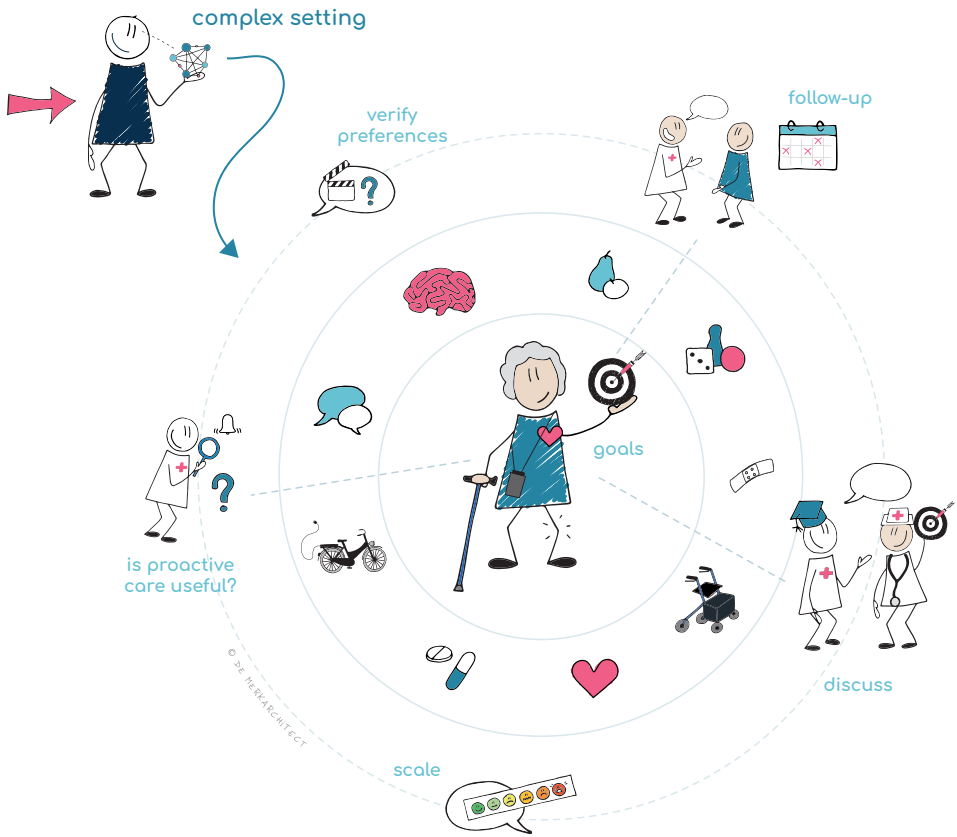 complex setting
verify
preferences
follow-up
goals
is proactive
care useful?
discuss
scale
© DE MERKARCHITECT